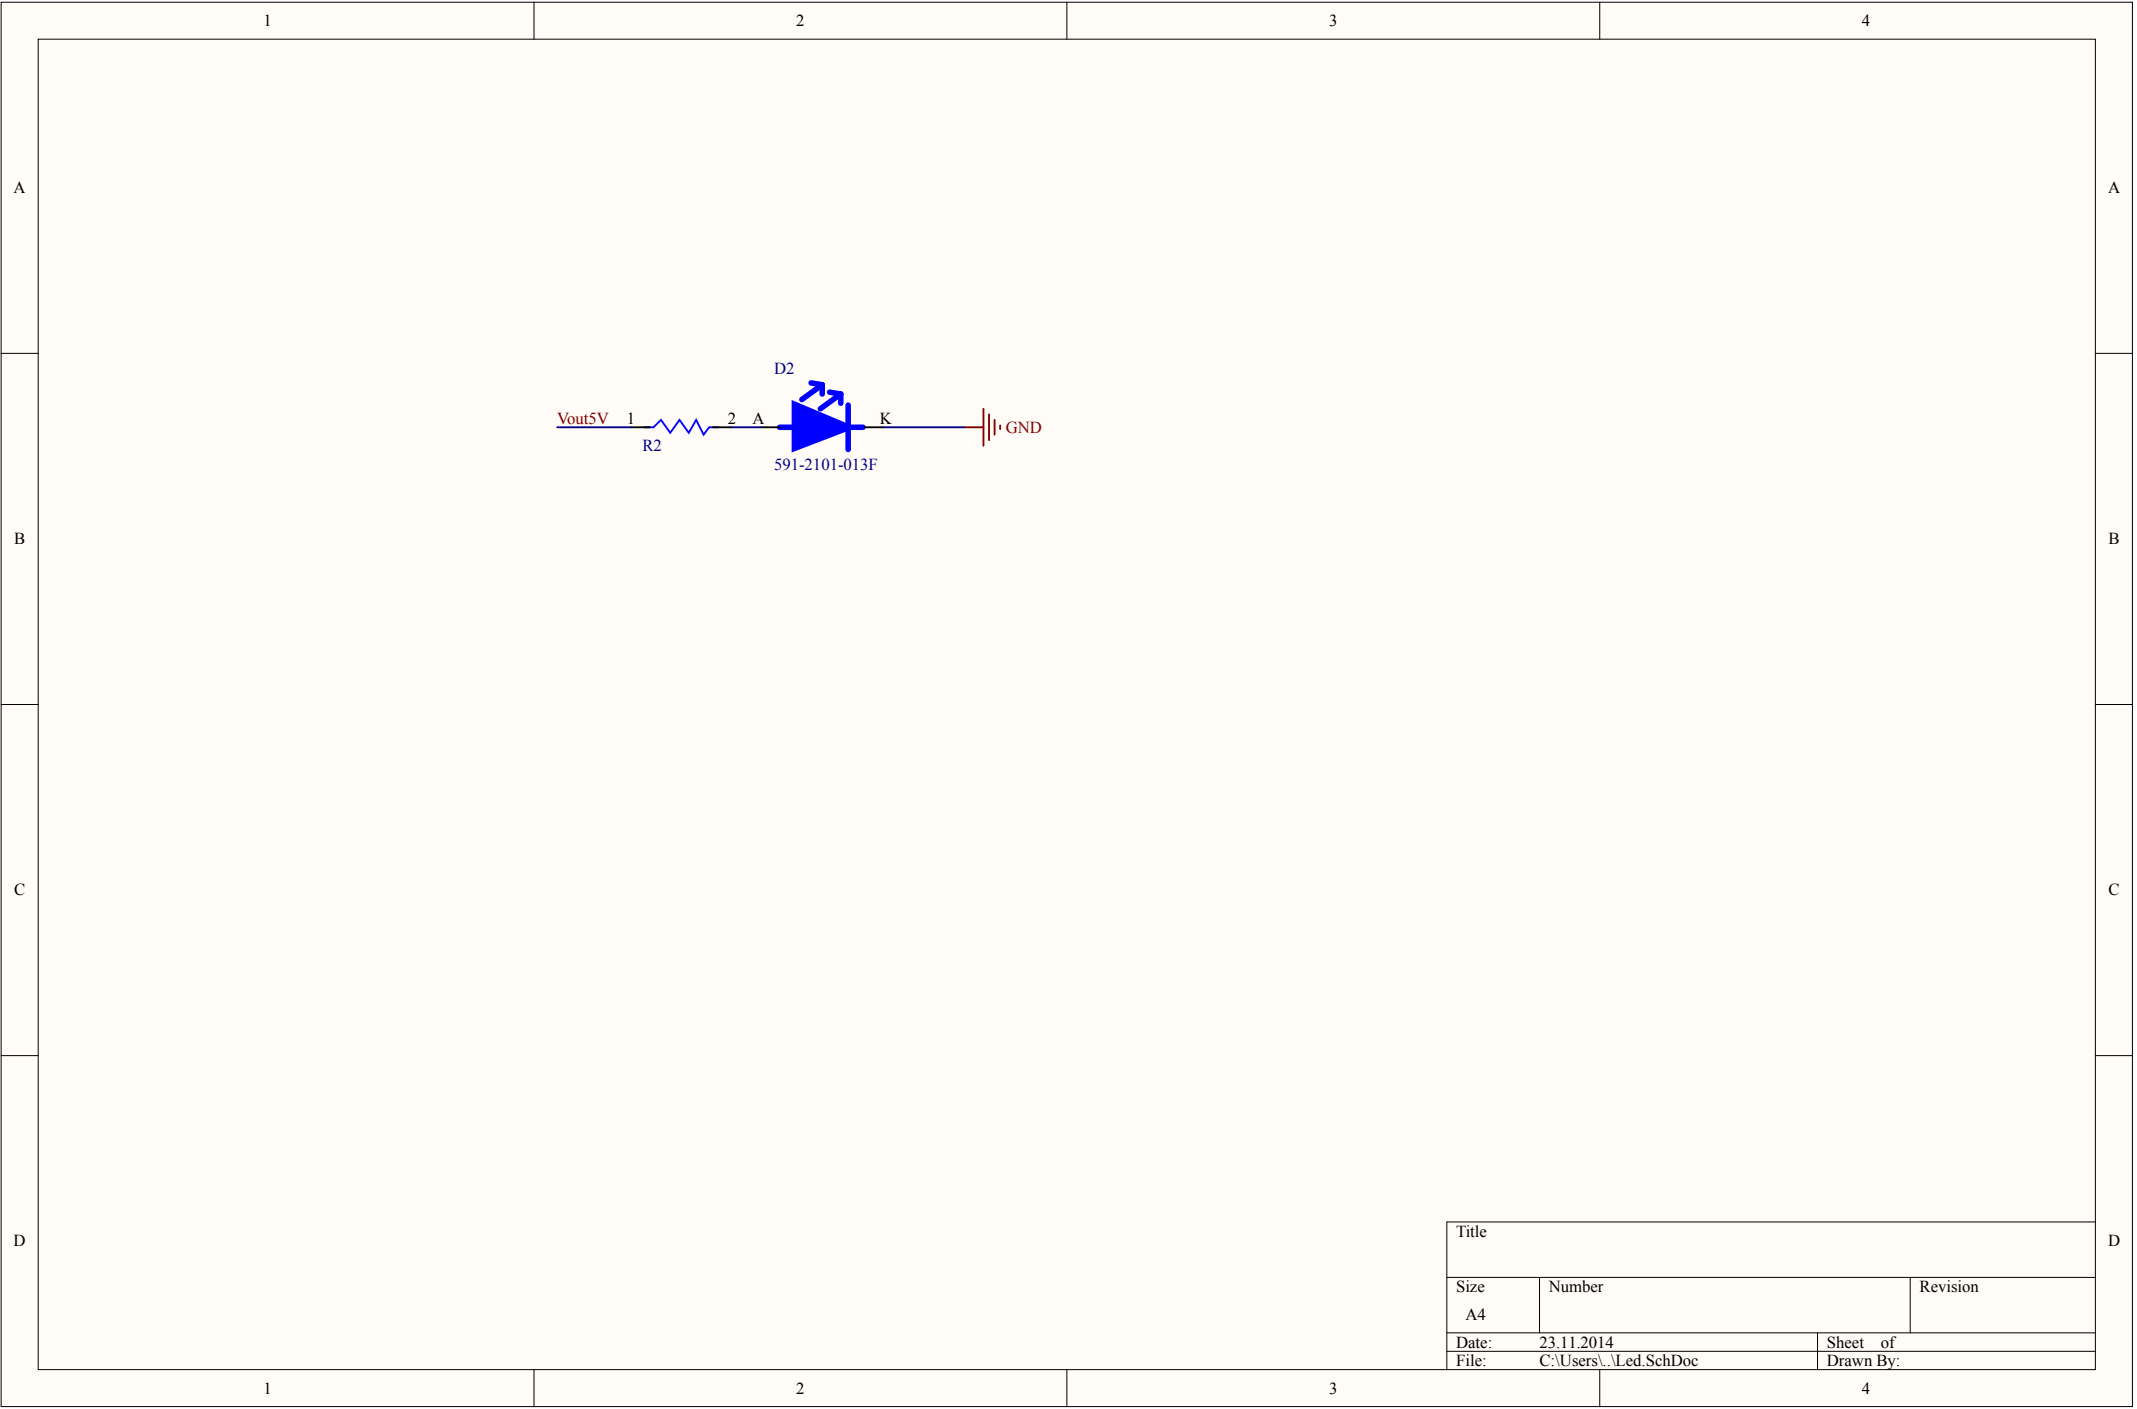 1 2 3 4
A A
D2
Vout5V 1 2 A K GND
R2
591-2101-013F
B B
C C
D D
Title
Size Number Revision
A4
Date: 23.11.2014 Sheet of
File: C:\Users\..\Led.SchDoc Drawn By:
1 2 3 4